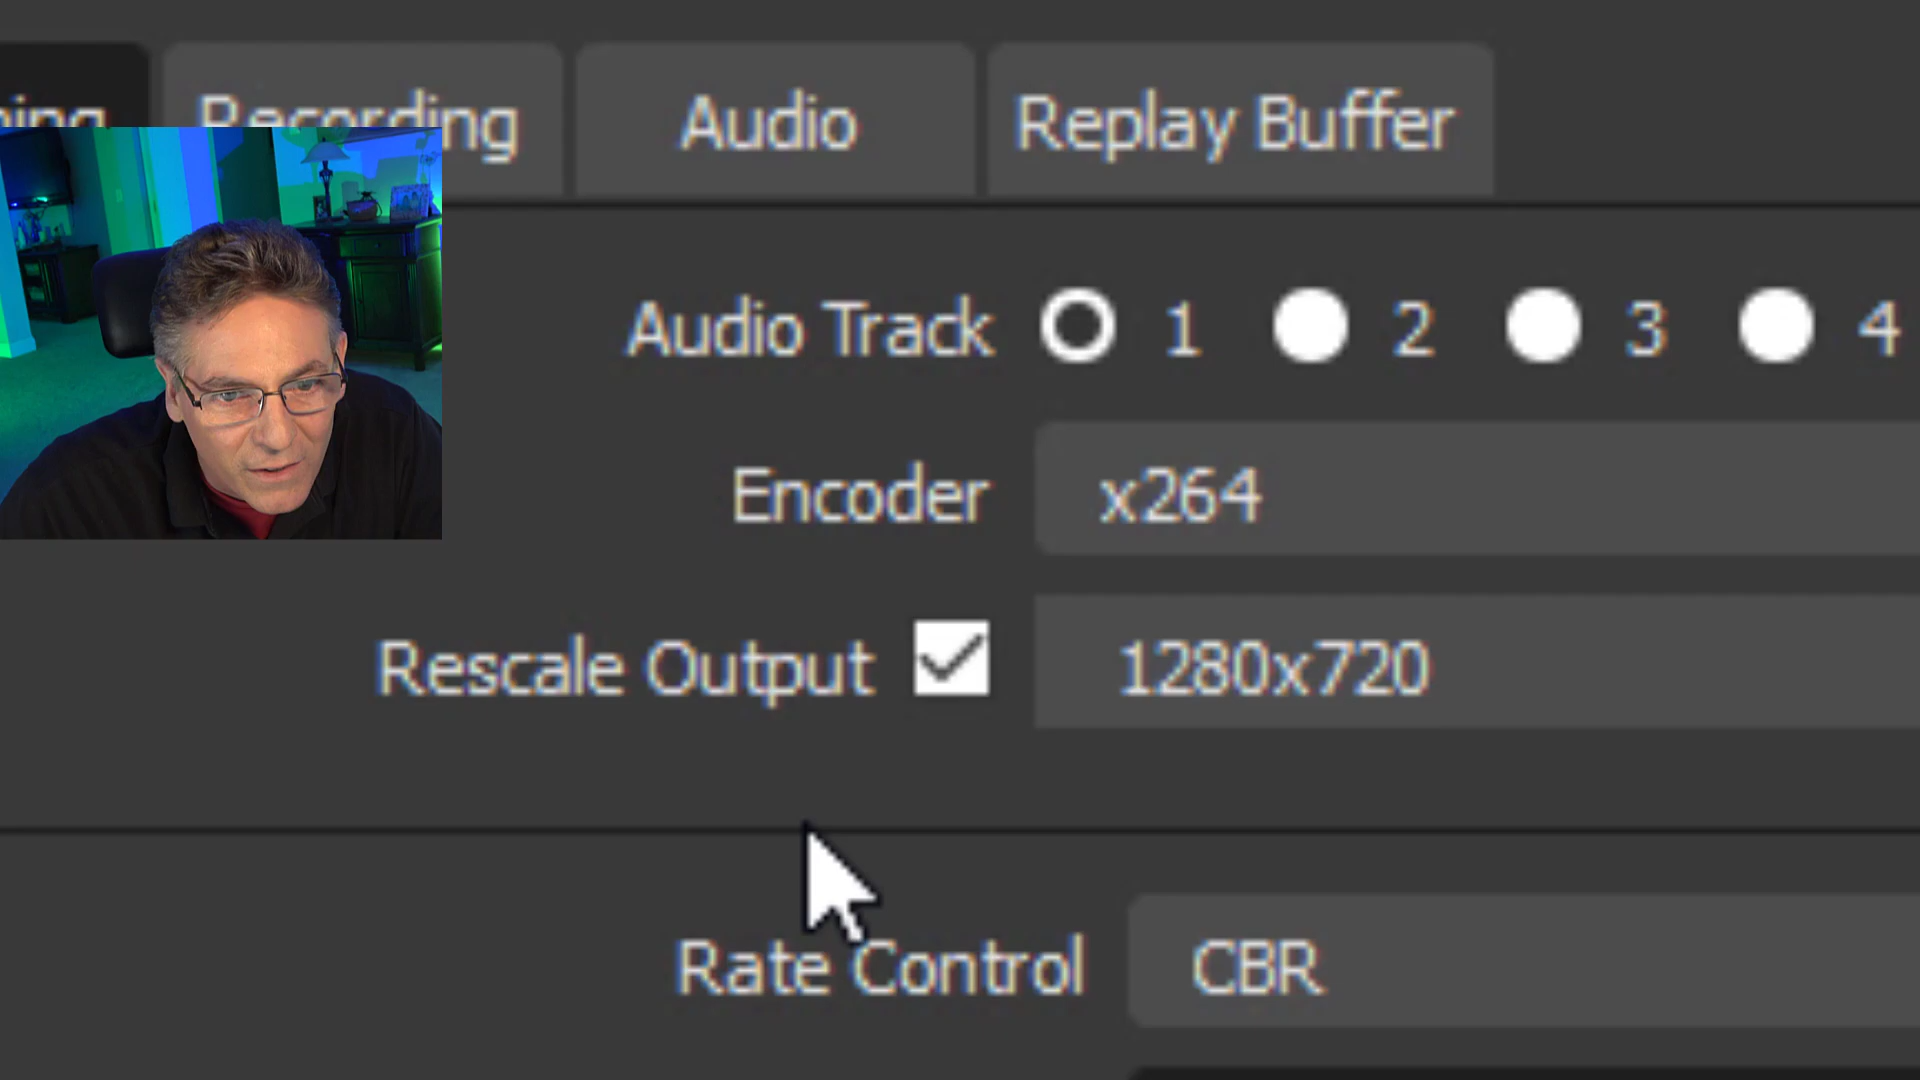 Recording Audio Replay Buffer
Audio Track 1 2 3 4
Encoder x264
Rescale Output 1280x720
Rate Control CBR